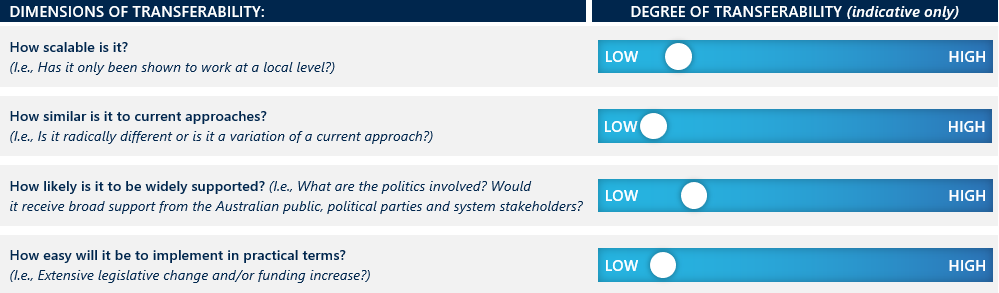 DIMENSIONS OF TRANSFERABILITY:
DEGREE OF TRANSFERABILITY (indicative only)
How scalable is it?
(I.e., Has it only been shown to work at a local level?)
LOW
HIGH
How similar is it to current approaches?
(I.e., Is it radically different or is it a variation of a current approach?)
LOW
HIGH
How likely is it to be widely supported? (I.e., What are the politics involved? Would
it receive broad support from the Australian public, political parties and system stakeholders?
LOW
HIGH
How easy will it be to implement in practical terms?
(I.e., Extensive legislative change and/or funding increase?)
LOW
HIGH